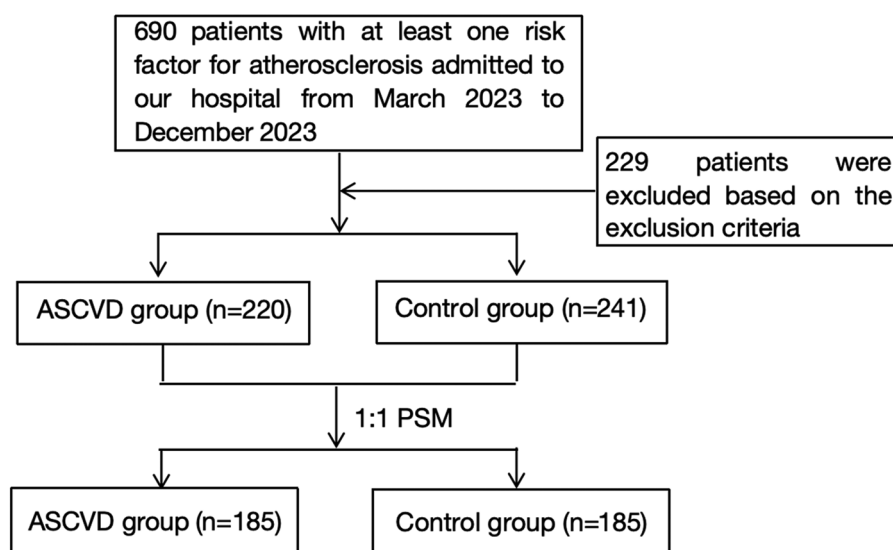 690 patients with at least one risk
factor for atherosclerosis admitted to
our hospital from March 2023 to
December 2023
229 patients were
excluded based on the
exclusion criteria
ASCVD group (n=220)
Control group (n=241)
1:1 PSM
ASCVD group (n=185)
Control group (n=185)